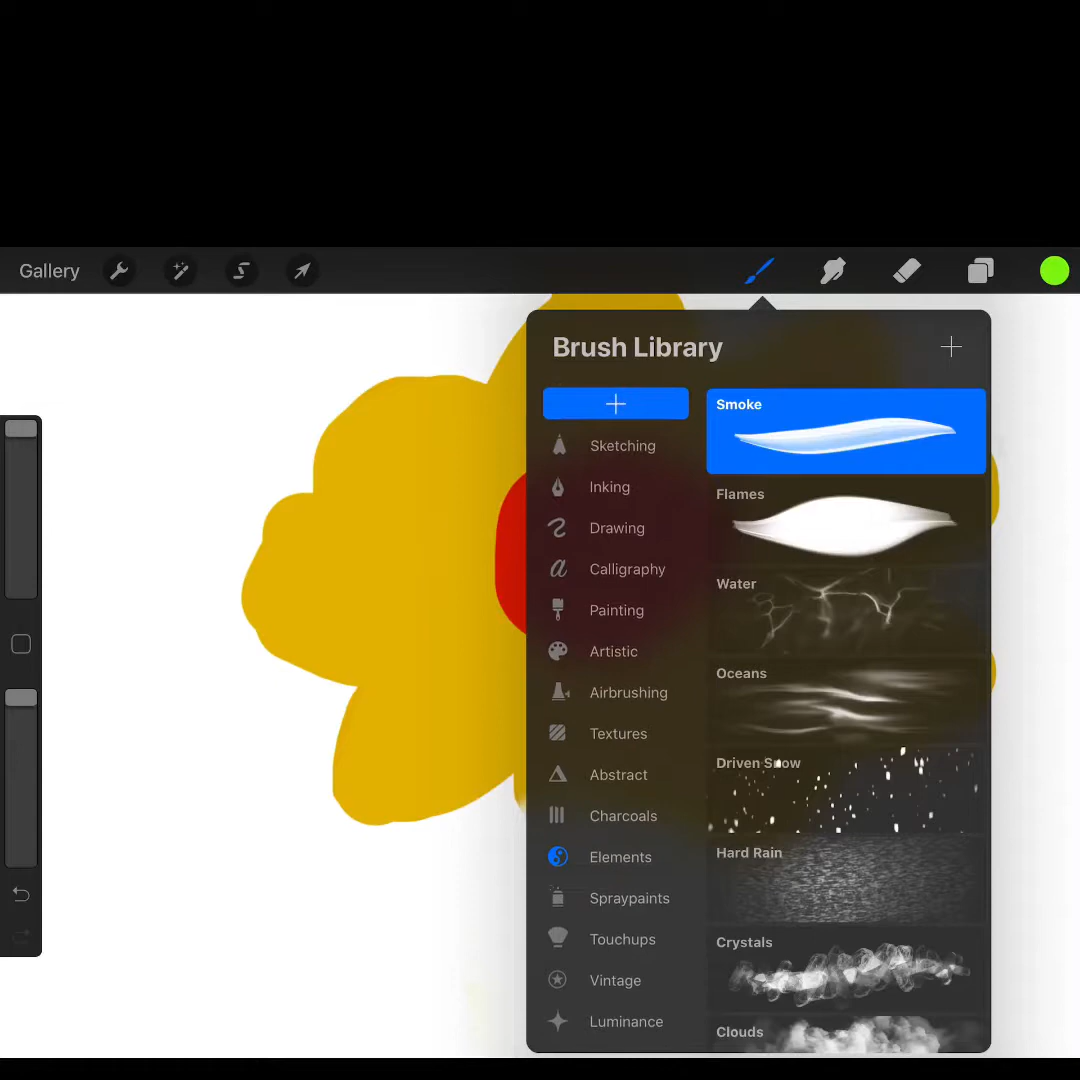 Gallery
Brush Library
Sketching
Inking
Drawing
Calligraphy
Painting
Artistic
Airbrushing
Textures
Abstract
Charcoals
Elements
Spraypaints
Touchups
Vintage
Luminance
Smoke
Flames
Water
Oceans
Driven Snow
Hard Rain
Crystals
Clouds